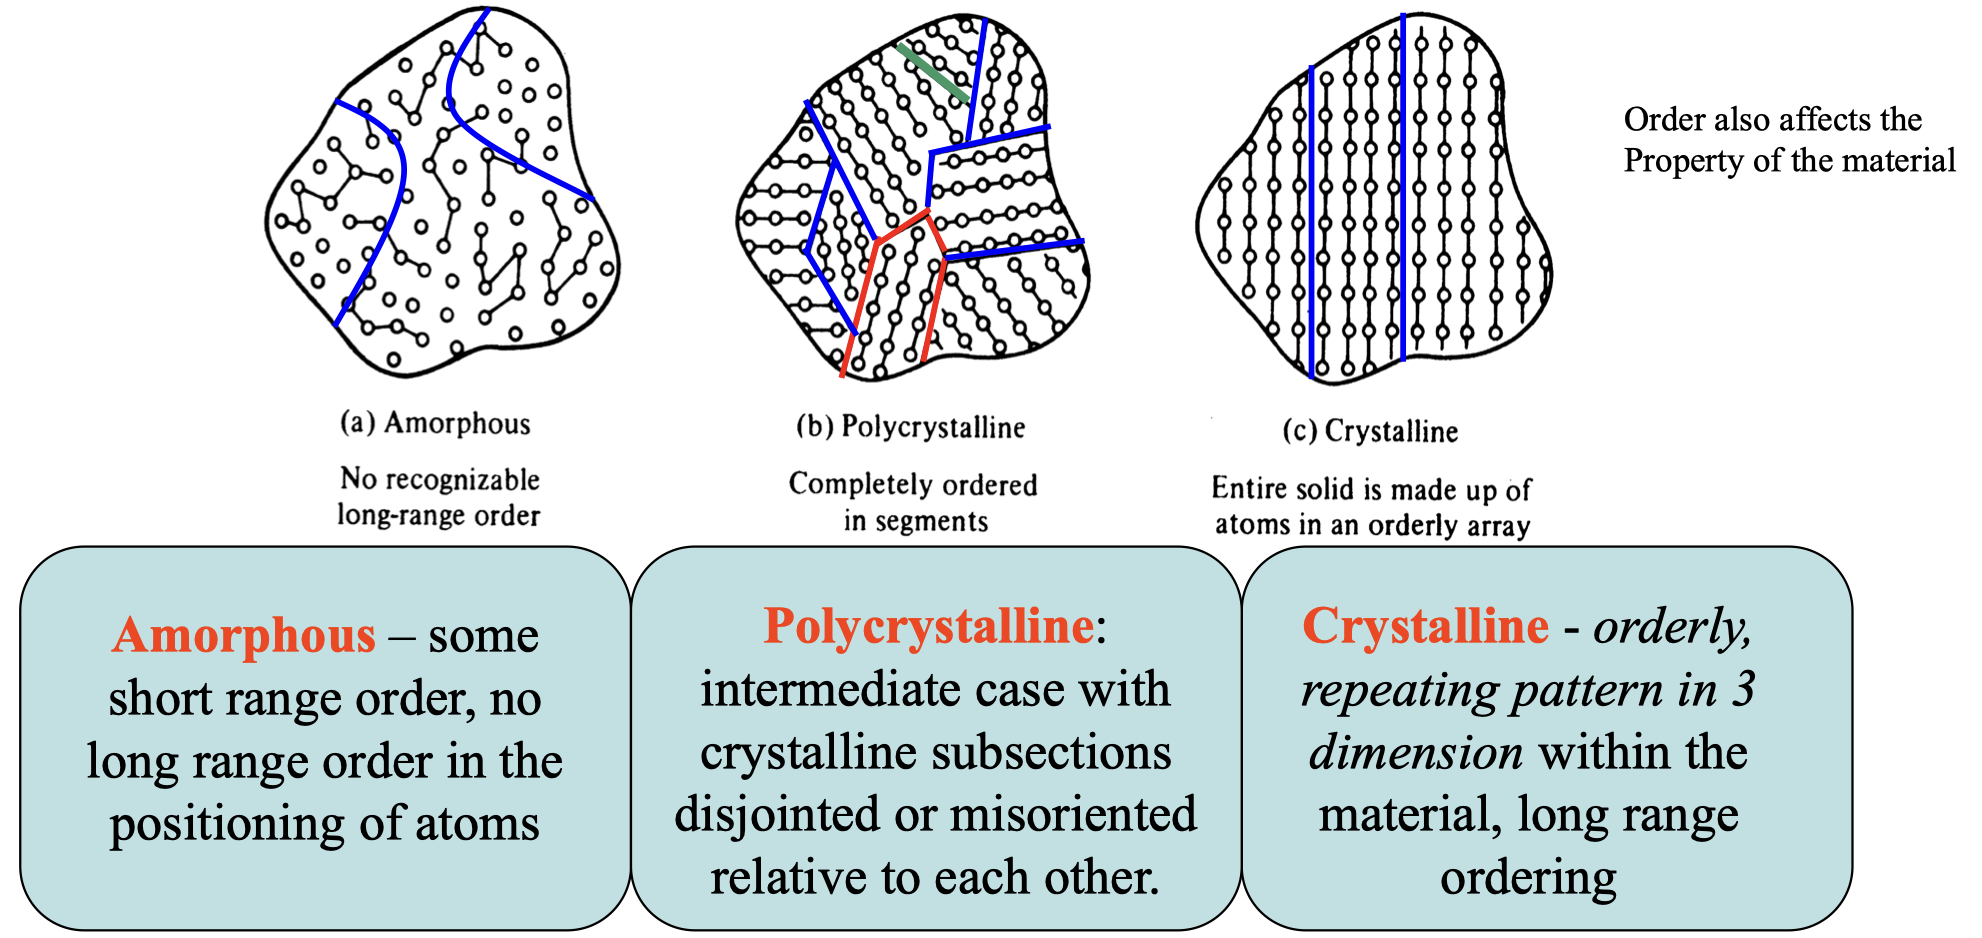 Order also affects the
Property of the material
(a) Amorphous
No recognizable
long-range order
(b) Polycrystalline
Completely ordered
in segments
(c) Crystalline
Entire solid is made up of
atoms in an orderly array
Amorphous – some
short range order, no
long range order in the
positioning of atoms
Polycrystalline:
intermediate case with
crystalline subsections
disjointed or misoriented
relative to each other.
Crystalline - orderly,
repeating pattern in 3
dimension within the
material, long range
ordering